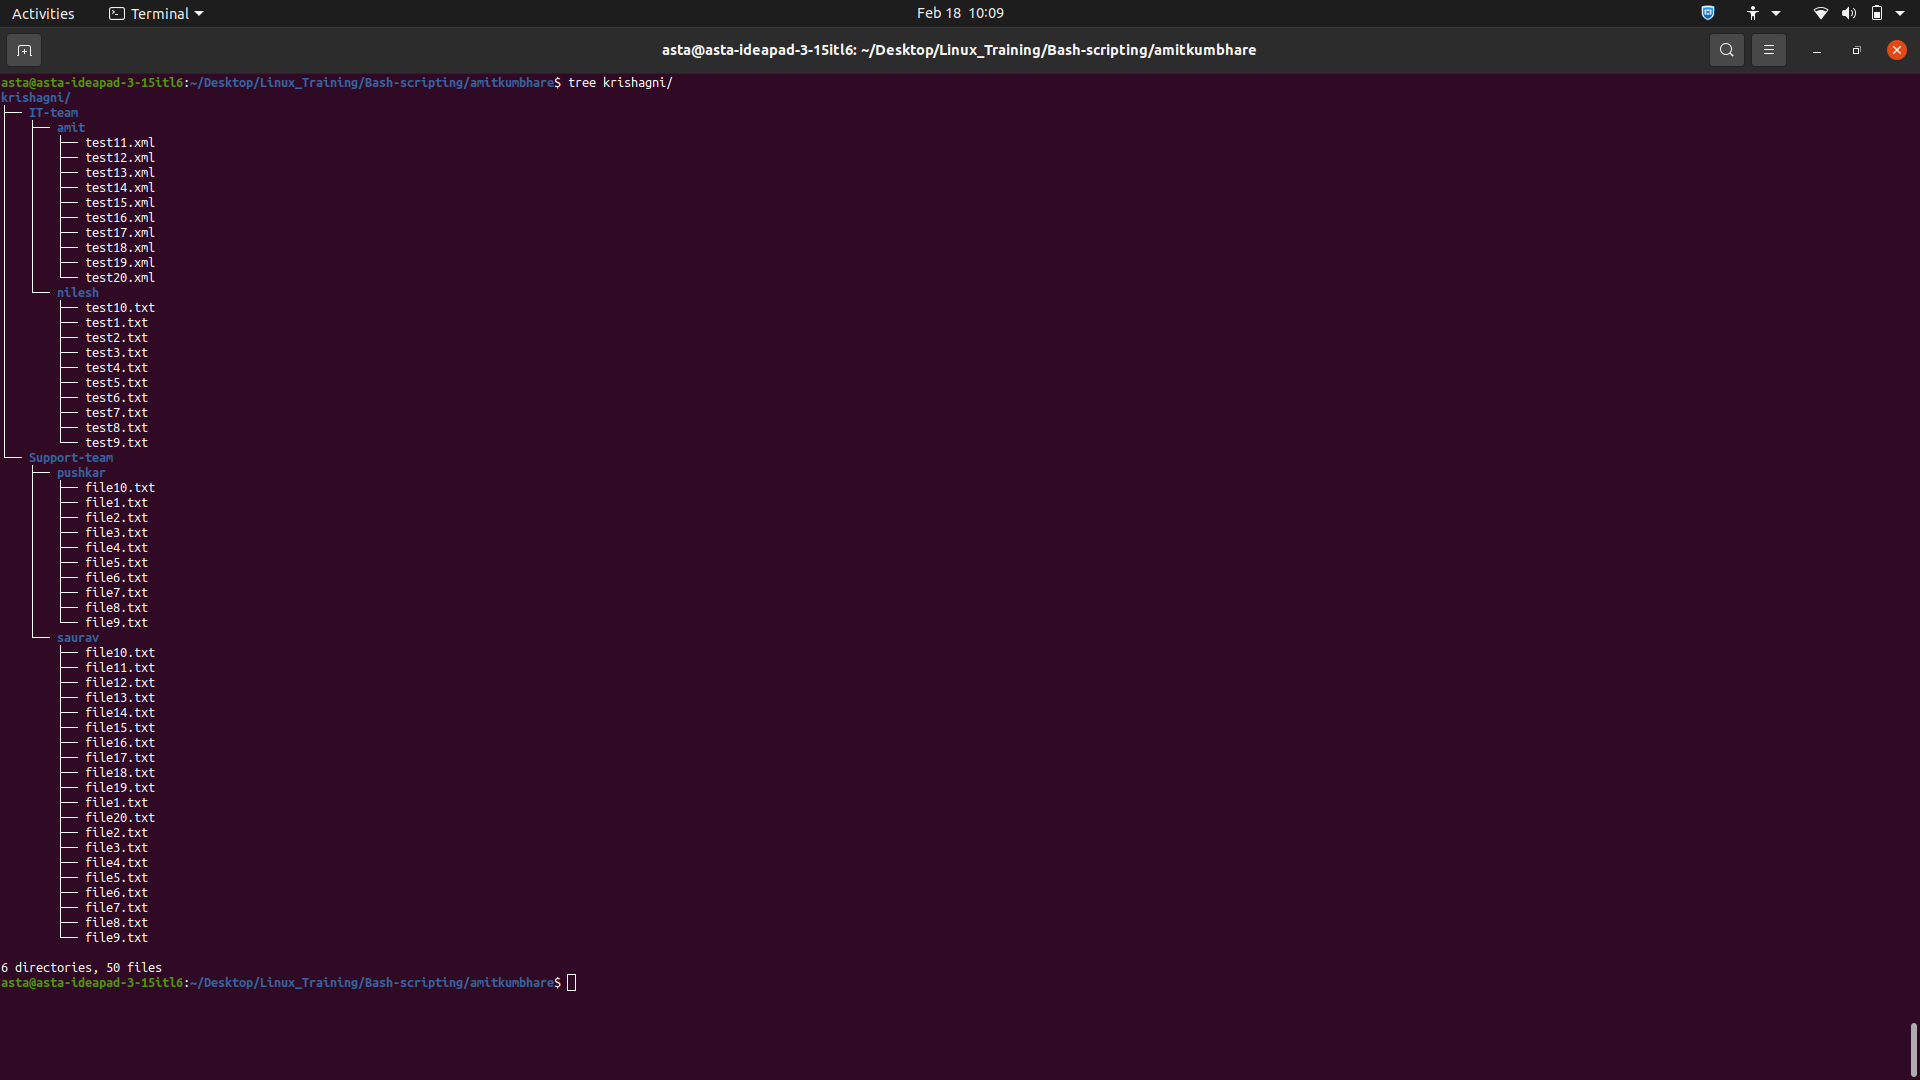 Activities Terminal Feb 18 10:09
asta@asta-ideapad-3-15itl6: ~/Desktop/Linux_Training/Bash-scripting/amitkumbhare
asta@asta-ideapad-3-15itl6:~/Desktop/Linux_Training/Bash-scripting/amitkumbhare$ tree krishagni/
krishagni/
├── IT-team
│   ├── amit
│   │   ├── test11.xml
│   │   ├── test12.xml
│   │   ├── test13.xml
│   │   ├── test14.xml
│   │   ├── test15.xml
│   │   ├── test16.xml
│   │   ├── test17.xml
│   │   ├── test18.xml
│   │   ├── test19.xml
│   │   └── test20.xml
│   └── nilesh
│       ├── test10.txt
│       ├── test1.txt
│       ├── test2.txt
│       ├── test3.txt
│       ├── test4.txt
│       ├── test5.txt
│       ├── test6.txt
│       ├── test7.txt
│       ├── test8.txt
│       └── test9.txt
└── Support-team
    ├── pushkar
    │   ├── file10.txt
    │   ├── file1.txt
    │   ├── file2.txt
    │   ├── file3.txt
    │   ├── file4.txt
    │   ├── file5.txt
    │   ├── file6.txt
    │   ├── file7.txt
    │   ├── file8.txt
    │   └── file9.txt
    └── saurav
        ├── file10.txt
        ├── file11.txt
        ├── file12.txt
        ├── file13.txt
        ├── file14.txt
        ├── file15.txt
        ├── file16.txt
        ├── file17.txt
        ├── file18.txt
        ├── file19.txt
        ├── file1.txt
        ├── file20.txt
        ├── file2.txt
        ├── file3.txt
        ├── file4.txt
        ├── file5.txt
        ├── file6.txt
        ├── file7.txt
        ├── file8.txt
        └── file9.txt
6 directories, 50 files
asta@asta-ideapad-3-15itl6:~/Desktop/Linux_Training/Bash-scripting/amitkumbhare$